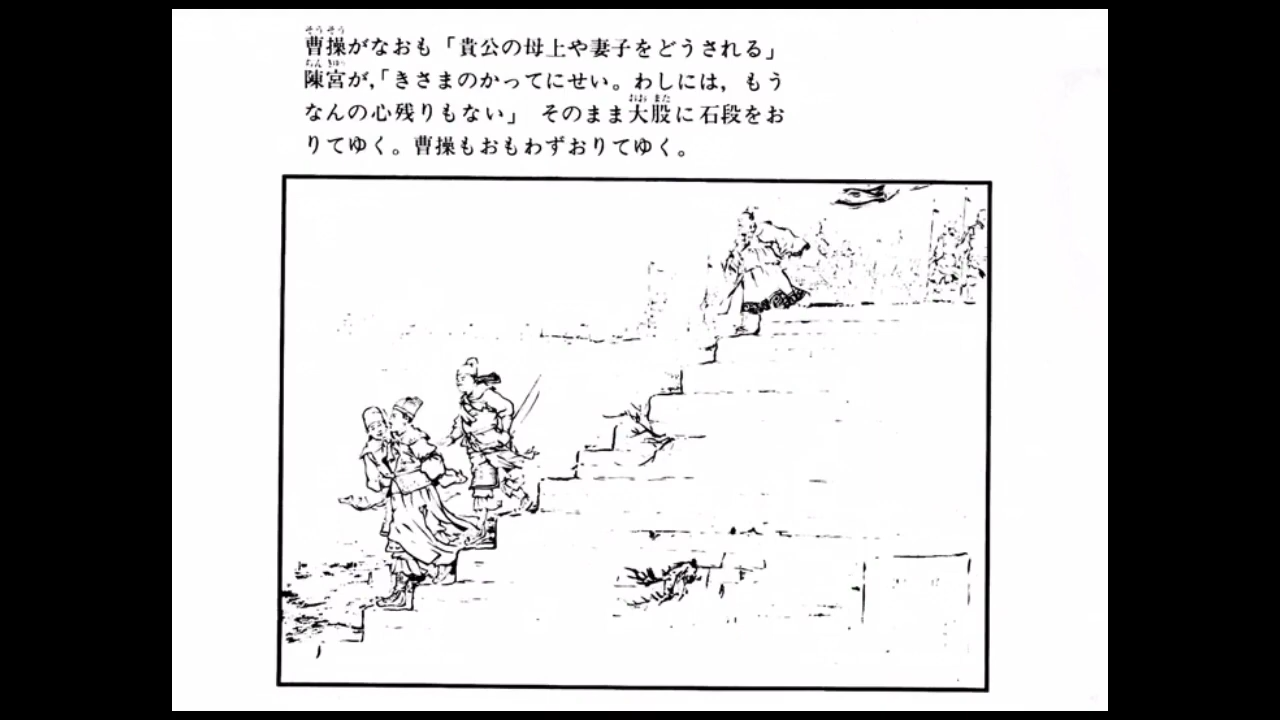 曹操がなおも「貴公の母上や妻子をどうされる」
陳宮が,「きさまのかってにせい。わしには,もう
なんの心残りもない」 そのまま大股に石段をお
りてゆく。曹操もおもわずおりてゆく。